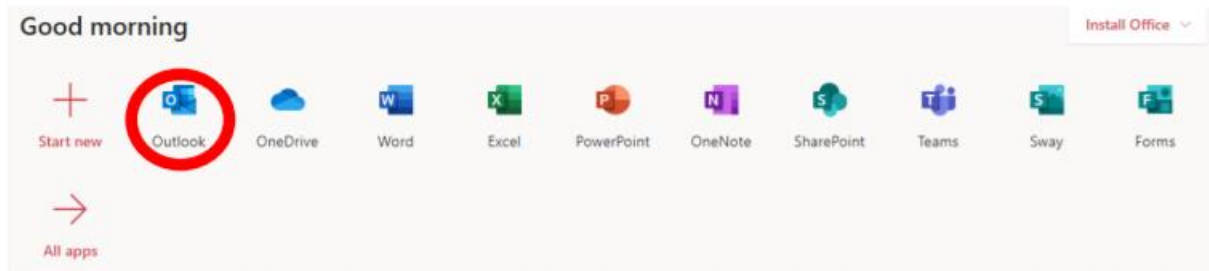 Good morning
Install Office
Start new
Outlook
OneDrive
Word
Excel
PowerPoint
OneNote
SharePoint
Teams
Sway
Forms
All apps